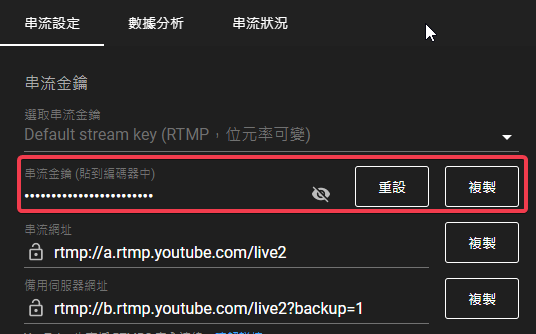 串流設定 數據分析 串流狀況
串流金鑰
選取串流金鑰
Default stream key (RTMP，位元率可變)
串流金鑰 (貼到編碼器中)
•••••••••••••••••••••••• 重設 複製
串流網址
rtmp://a.rtmp.youtube.com/live2 複製
備用伺服器網址
rtmp://b.rtmp.youtube.com/live2?backup=1 複製